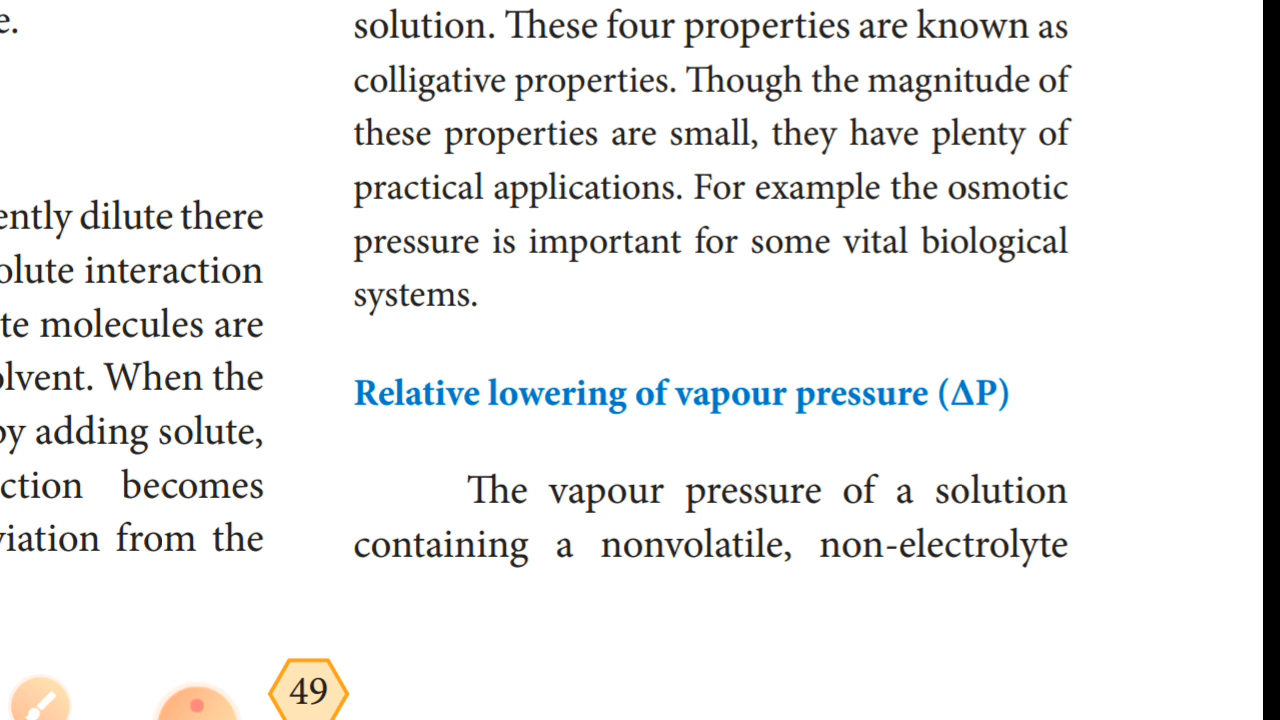 e.
ently dilute there
olute interaction
te molecules are
olvent. When the
by adding solute,
ction becomes
viation from the
solution. These four properties are known as
colligative properties. Though the magnitude of
these properties are small, they have plenty of
practical applications. For example the osmotic
pressure is important for some vital biological
systems.
Relative lowering of vapour pressure (ΔP)
The vapour pressure of a solution
containing a nonvolatile, non-electrolyte
49